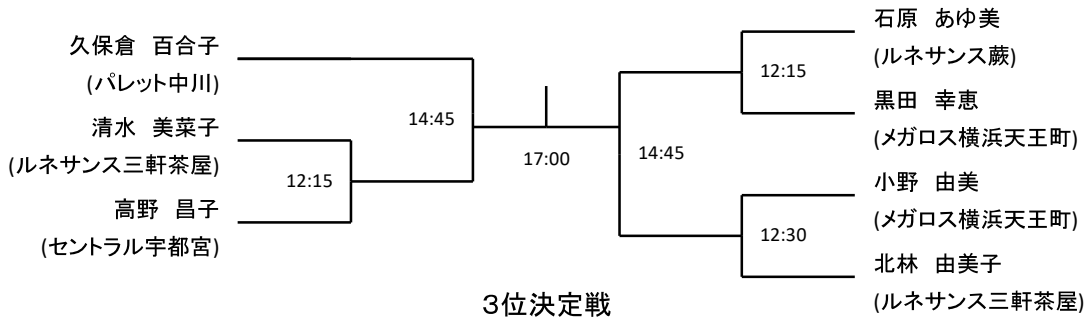 久保倉　百合子
(パレット中川)
清水　美菜子
(ルネサンス三軒茶屋)
高野　昌子
(セントラル宇都宮)
12:15
14:45
17:00
14:45
12:15
12:30
石原　あゆ美
(ルネサンス蕨)
黒田　幸恵
(メガロス横浜天王町)
小野　由美
(メガロス横浜天王町)
北林　由美子
(ルネサンス三軒茶屋)
３位決定戦